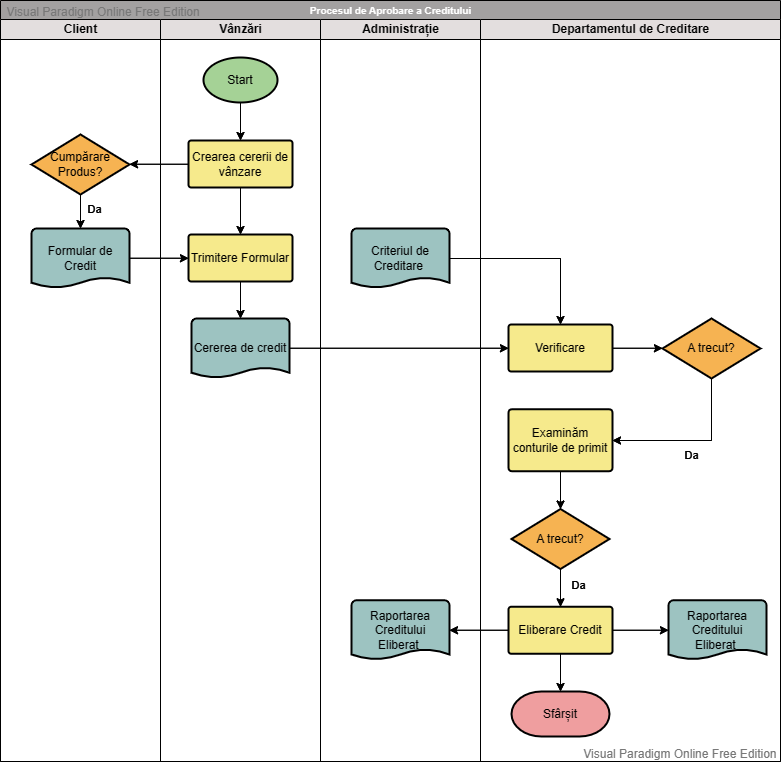 Visual Paradigm Online Free Edition
Procesul de Aprobare a Creditului
Client
Vânzări
Administrație
Departamentul de Creditare
Start
Cumpărare
Produs?
Crearea cererii de
vânzare
Da
Formular de
Credit
Trimitere Formular
Criteriul de
Creditare
Cererea de credit
Verificare
A trecut?
Examinăm
conturile de primit
Da
A trecut?
Da
Raportarea
Creditului
Eliberat
Eliberare Credit
Raportarea
Creditului
Eliberat
Sfârșit
Visual Paradigm Online Free Edition